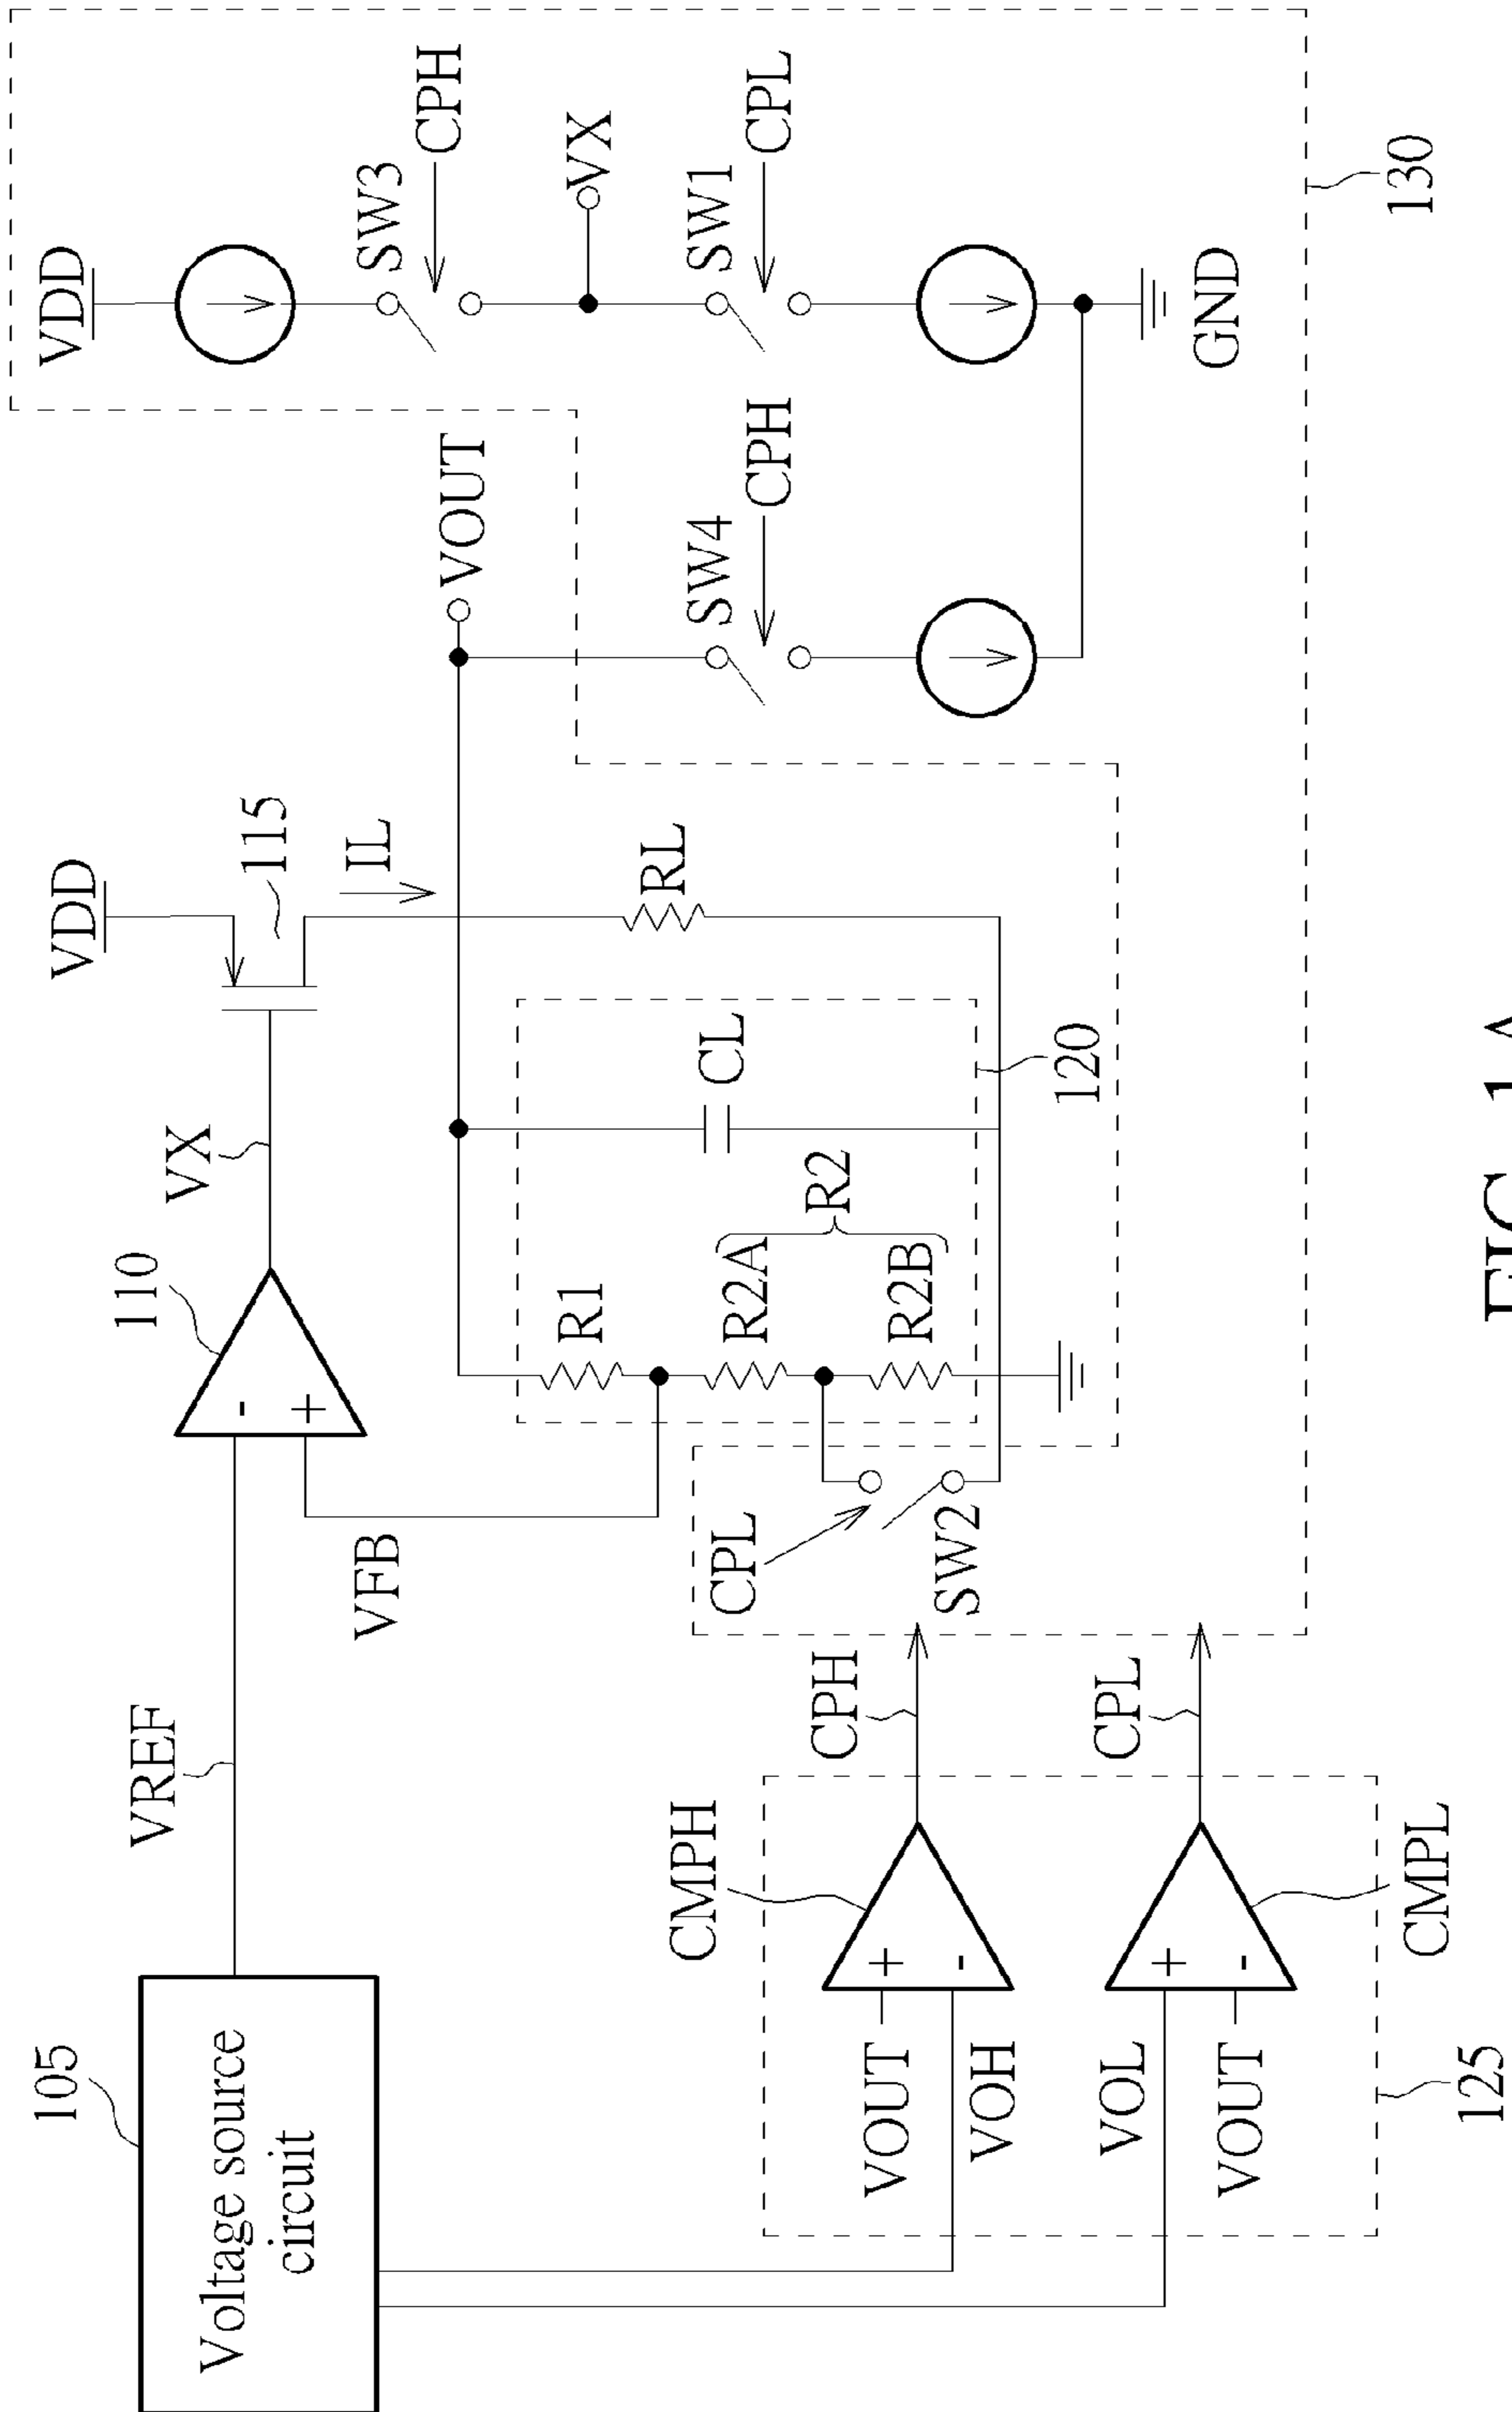 105
Voltage source
circuit
VREF
110
-
+
VFB
VX
VDD
115
IL
VOUT
VDD
SW3
CPH
VX
SW1
CPL
GND
SW4
CPH
130
R1
R2A
R2B
R2
CL
120
RL
CPL
SW2
CMPH
VOUT
+
VOH
-
CPH
VOL
+
VOUT
-
CPL
CMPL
125
FIG. 1A